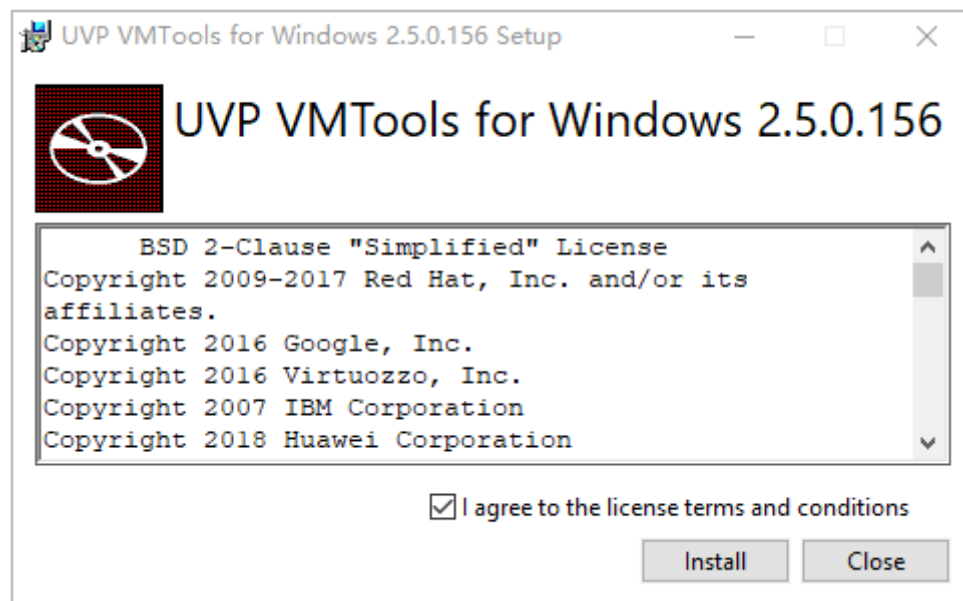 UVP VMTools for Windows 2.5.0.156 Setup
UVP VMTools for Windows 2.5.0.156
BSD 2-Clause "Simplified" License
Copyright 2009-2017 Red Hat, Inc. and/or its
affiliates.
Copyright 2016 Google, Inc.
Copyright 2016 Virtuozzo, Inc.
Copyright 2007 IBM Corporation
Copyright 2018 Huawei Corporation
I agree to the license terms and conditions
Install Close